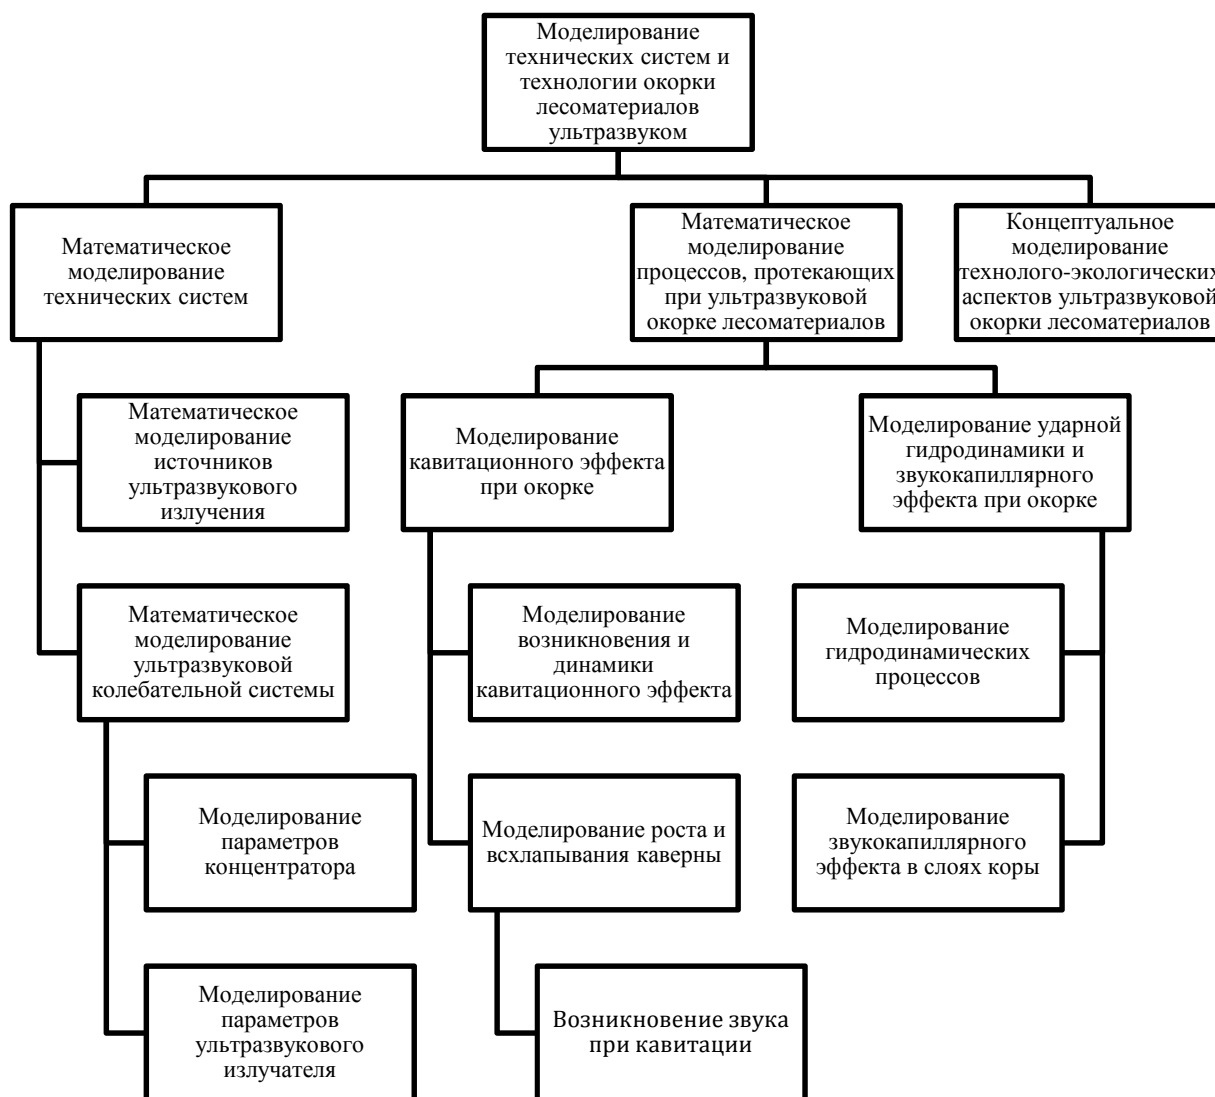 Моделирование
технических систем и
технологии окорки
лесоматериалов
ультразвуком
Математическое
моделирование
технических систем
Математическое
моделирование
процессов, протекающих
при ультразвуковой
окорке лесоматериалов
Концептуальное
моделирование
технолого-экологических
аспектов ультразвуковой
окорки лесоматериалов
Математическое
моделирование
источников
ультразвукового
излучения
Моделирование
кавитационного эффекта
при окорке
Моделирование ударной
гидродинамики и
звукокапиллярного
эффекта при окорке
Математическое
моделирование
ультразвуковой
колебательной системы
Моделирование
возникновения и
динамики
кавитационного эффекта
Моделирование
гидродинамических
процессов
Моделирование
параметров
концентратора
Моделирование роста и
всхлапывания каверны
Моделирование
звукокапиллярного
эффекта в слоях коры
Моделирование
параметров
ультразвукового
излучателя
Возникновение звука
при кавитации